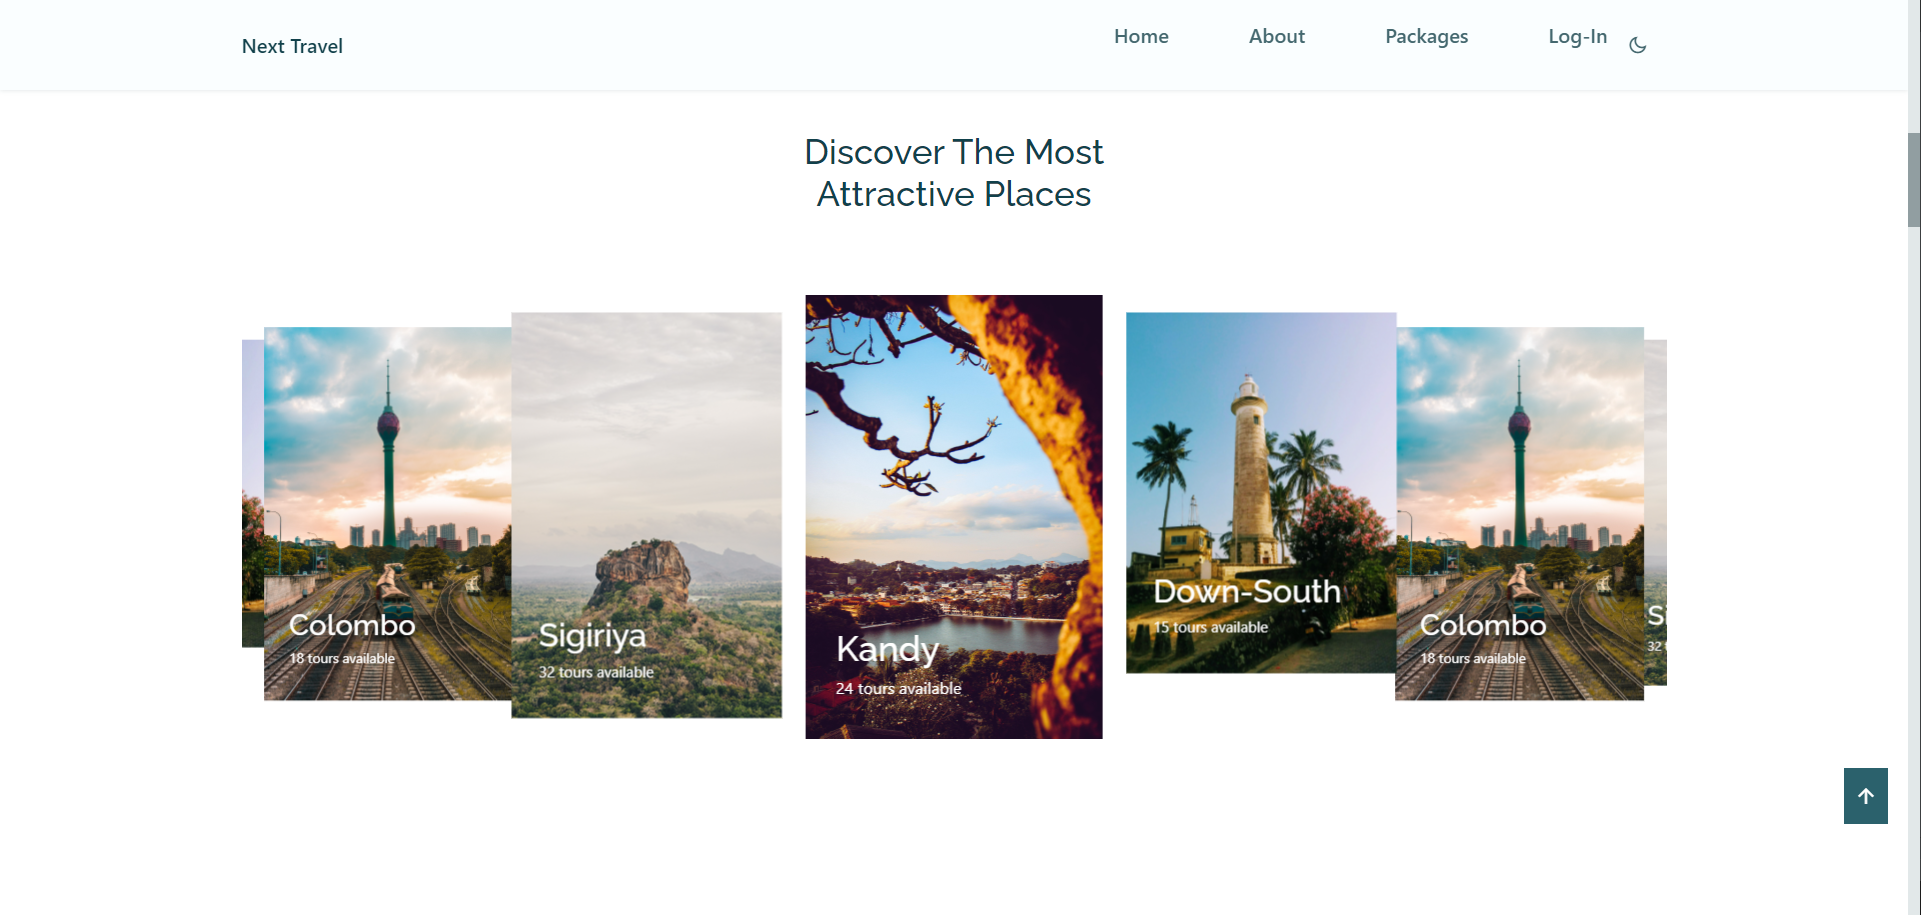 Next Travel
Home
About
Packages
Log-In
Discover The Most
Attractive Places
Colombo
18 tours available
Sigiriya
32 tours available
Kandy
24 tours available
Down-South
15 tours available
Colombo
18 tours available
Si
32 t